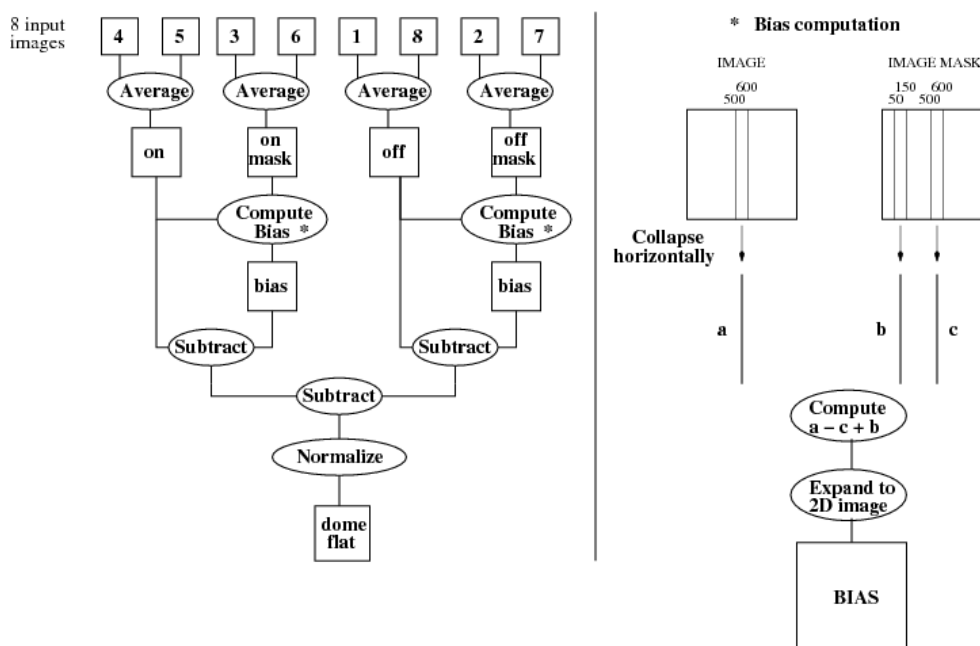 8 input
images
4 5 3 6 1 8 2 7
Average Average Average Average
on
on
mask
off
off
mask
Compute
Bias *
Compute
Bias *
bias
bias
Subtract
Subtract
Subtract
Normalize
dome
flat
* Bias computation
IMAGE
600
500
IMAGE MASK
150 600
50 500
Collapse
horizontally
a
b
c
Compute
a – c + b
Expand to
2D image
BIAS